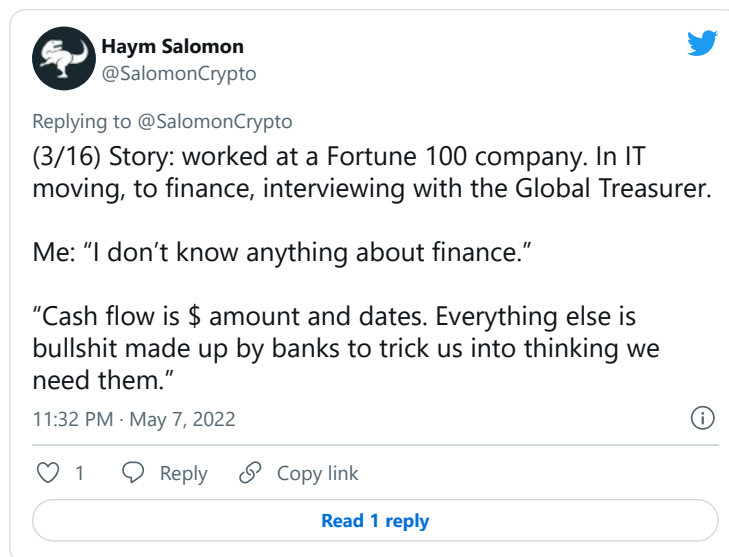 Haym Salomon
@SalomonCrypto
Replying to @SalomonCrypto
(3/16) Story: worked at a Fortune 100 company. In IT
moving, to finance, interviewing with the Global Treasurer.
Me: “I don’t know anything about finance.”
“Cash flow is $ amount and dates. Everything else is
bullshit made up by banks to trick us into thinking we
need them.”
11:32 PM · May 7, 2022
1 Reply Copy link
Read 1 reply